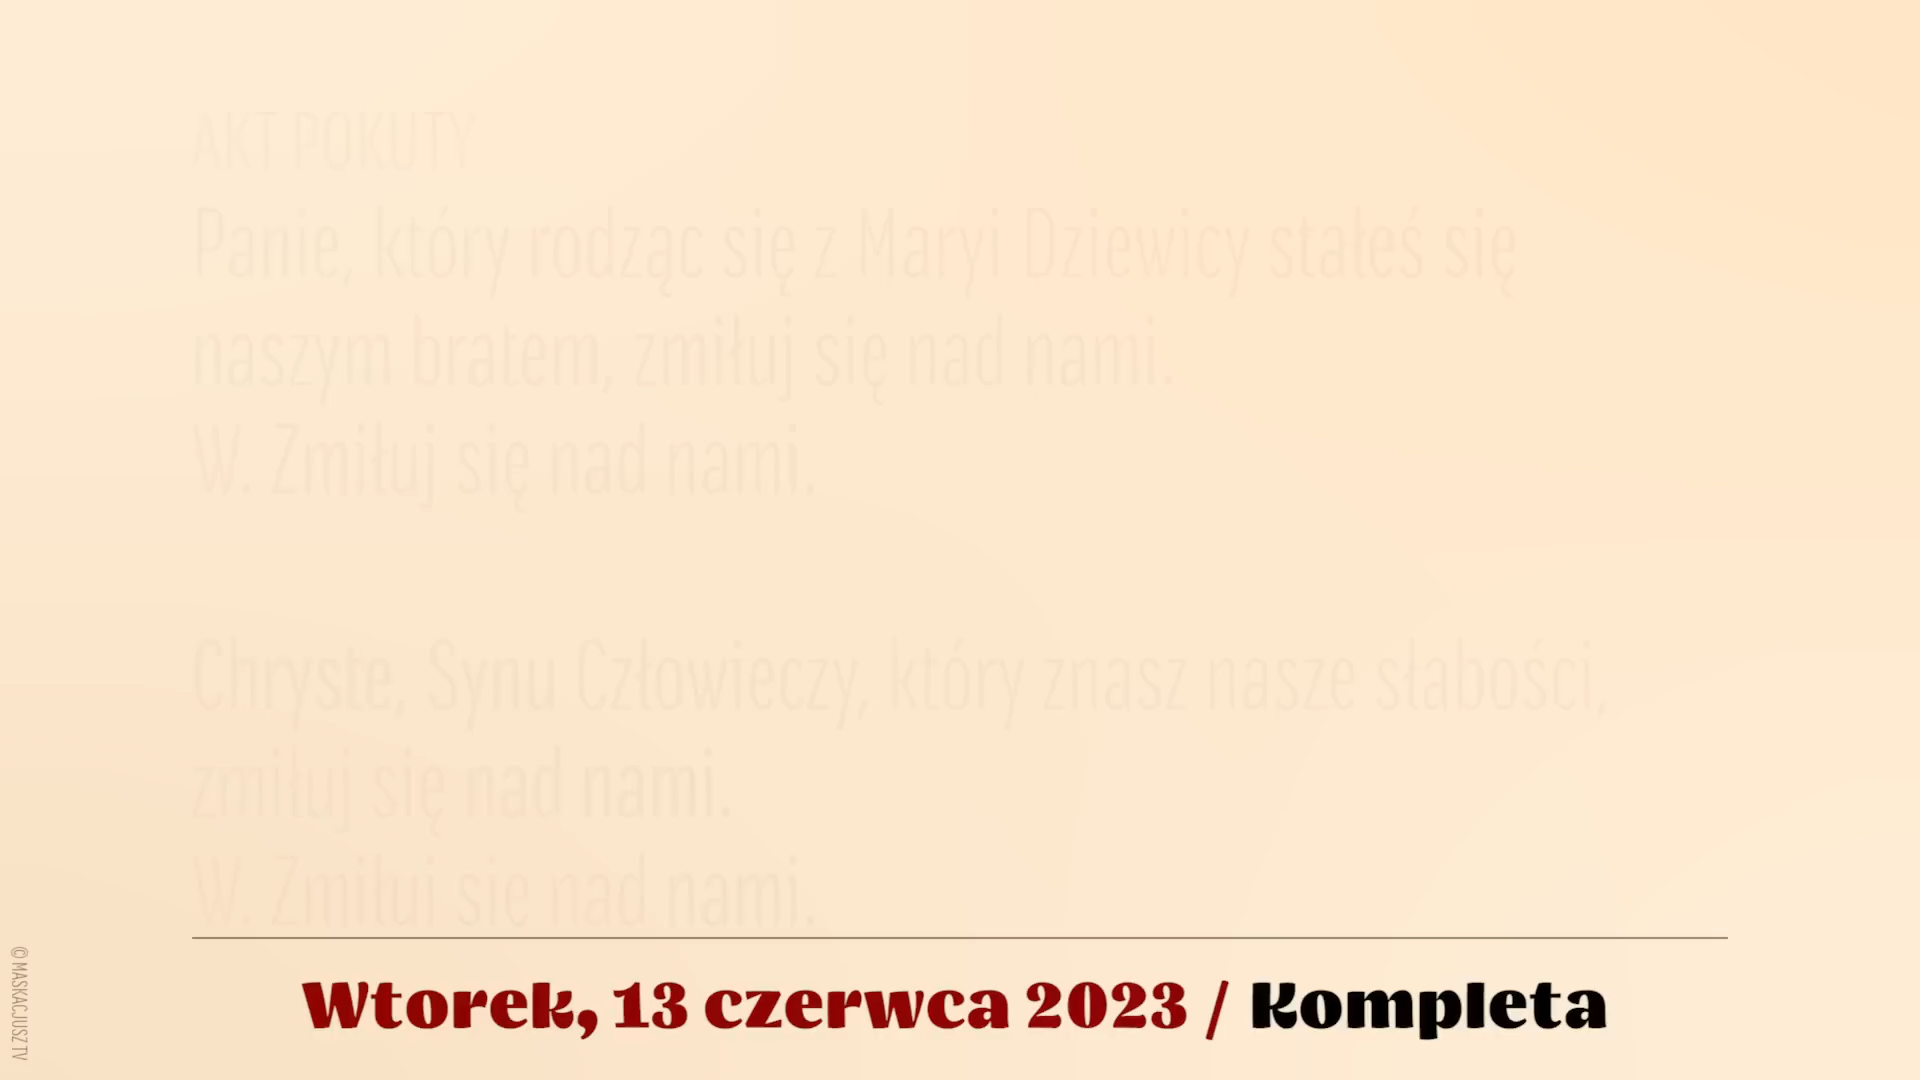 AKT POKUTY
Panie, który rodząc się z Maryi Dziewicy stałeś się
naszym bratem, zmiłuj się nad nami.
W. Zmiłuj się nad nami.
Chryste, Synu Człowieczy, który znasz nasze słabości,
zmiłuj się nad nami.
W. Zmiłuj się nad nami.
Wtorek, 13 czerwca 2023 / Kompleta
© MASKACJUSZ TV